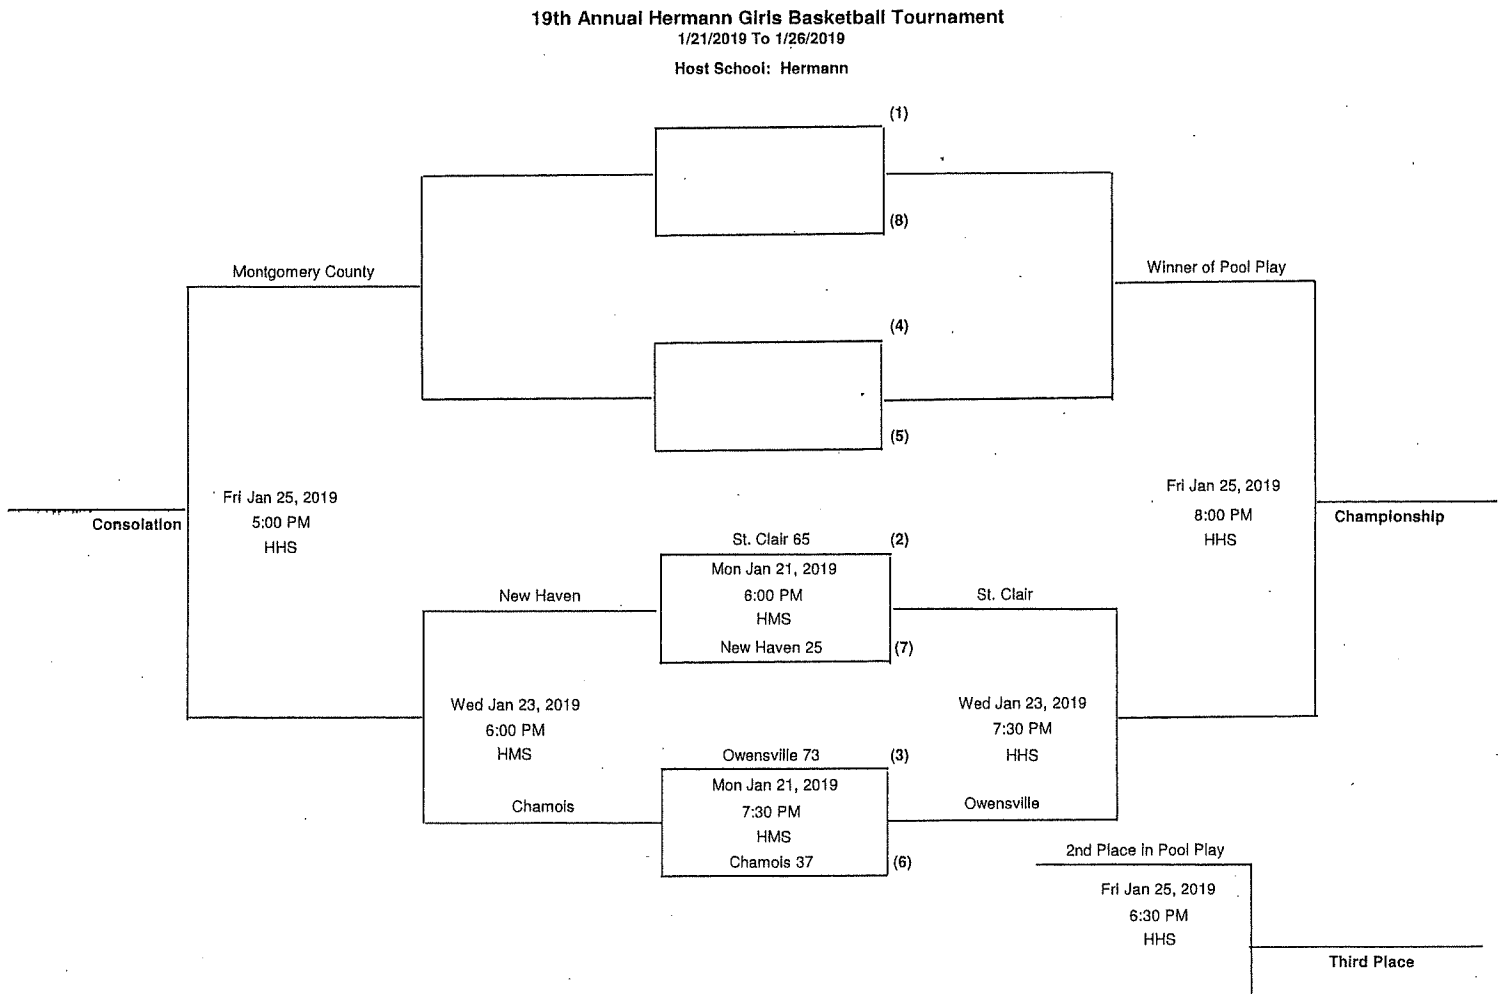 19th Annual Hermann Girls Basketball Tournament
1/21/2019 To 1/26/2019
Host School: Hermann
(1)
(8)
Montgomery County
Winner of Pool Play
(4)
(5)
Fri Jan 25, 2019
5:00 PM
HHS
Consolation
Fri Jan 25, 2019
8:00 PM
HHS
Championship
St. Clair 65
(2)
Mon Jan 21, 2019
6:00 PM
HMS
New Haven 25
(7)
New Haven
St. Clair
Wed Jan 23, 2019
6:00 PM
HMS
Wed Jan 23, 2019
7:30 PM
HHS
Owensville 73
(3)
Mon Jan 21, 2019
7:30 PM
HMS
Chamois 37
(6)
Chamois
Owensville
2nd Place in Pool Play
Fri Jan 25, 2019
6:30 PM
HHS
Third Place